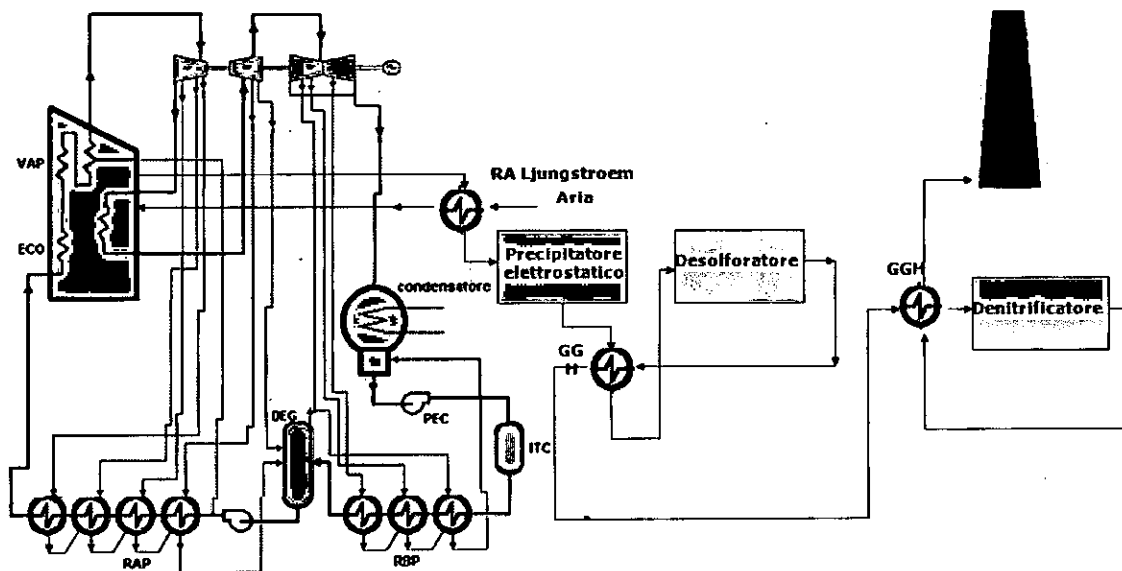 VAP
ECO
RA Ljungstroem
Aria
Precipitatore
elettrostatico
Desolforatore
GGH
Denitrificatore
condensatore
GG
H
PEC
DEG
ITC
RAP
RBP